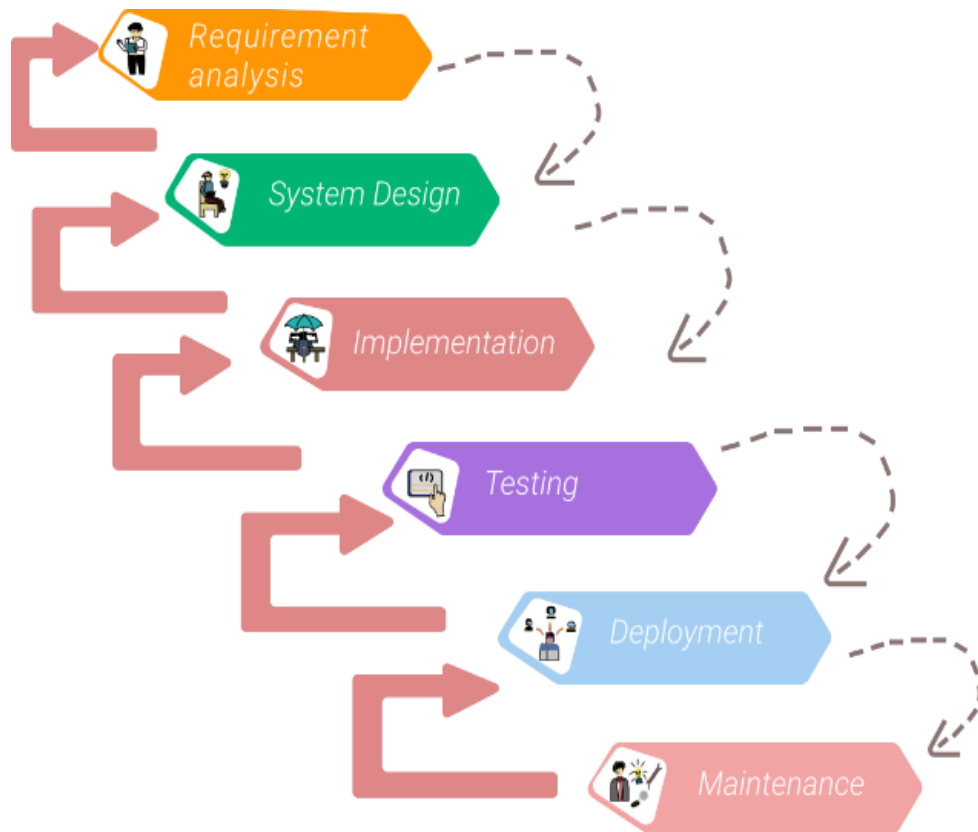 Requirement
analysis
System Design
Implementation
Testing
Deployment
Maintenance